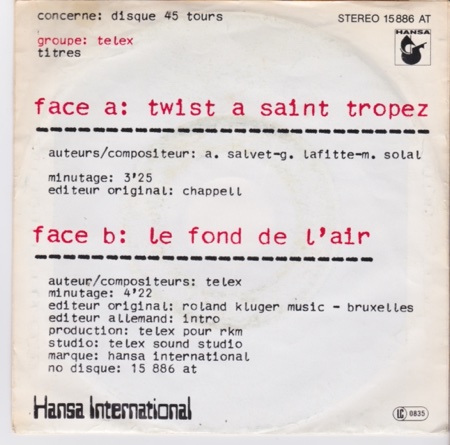 concerne: disque 45 tours
STEREO 15 886 AT
HANSA
groupe: telex
titres
face a: twist a saint tropez
auteurs/compositeur: a. salvet-g. lafitte-m. solal
minutage: 3'25
editeur original: chappell
face b: le fond de l'air
auteur/compositeurs: telex
minutage: 4'22
editeur original: roland kluger music - bruxelles
editeur allemand: intro
production: telex pour rkm
studio: telex sound studio
marque: hansa international
no disque: 15 886 at
Hansa International
LC 0835